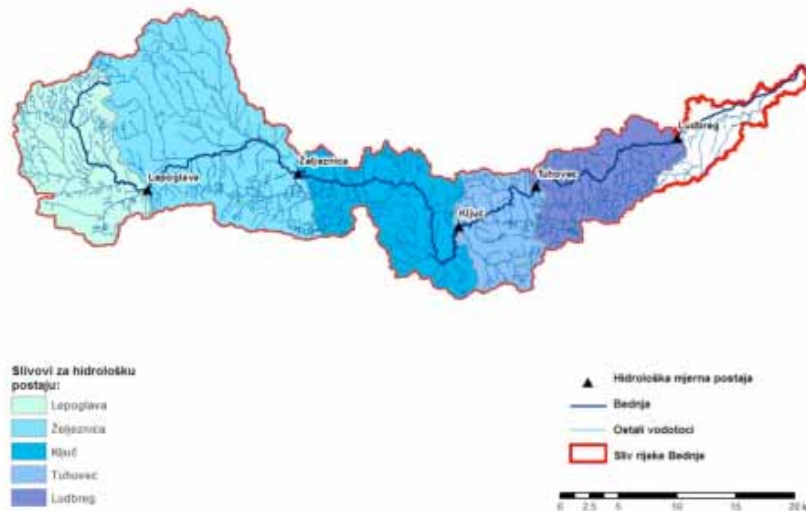 Ludbreg
Željeznica
Tuhovec
Lepoglava
Ključ
Slivovi za hidrološku
postaju:
Lepoglava
Željeznica
Ključ
Tuhovec
Ludbreg
Hidrološka mjerna postaja
Bednja
Ostali vodotoci
Sliv rijeke Bednje
0 2.5 5 10 15 20 k